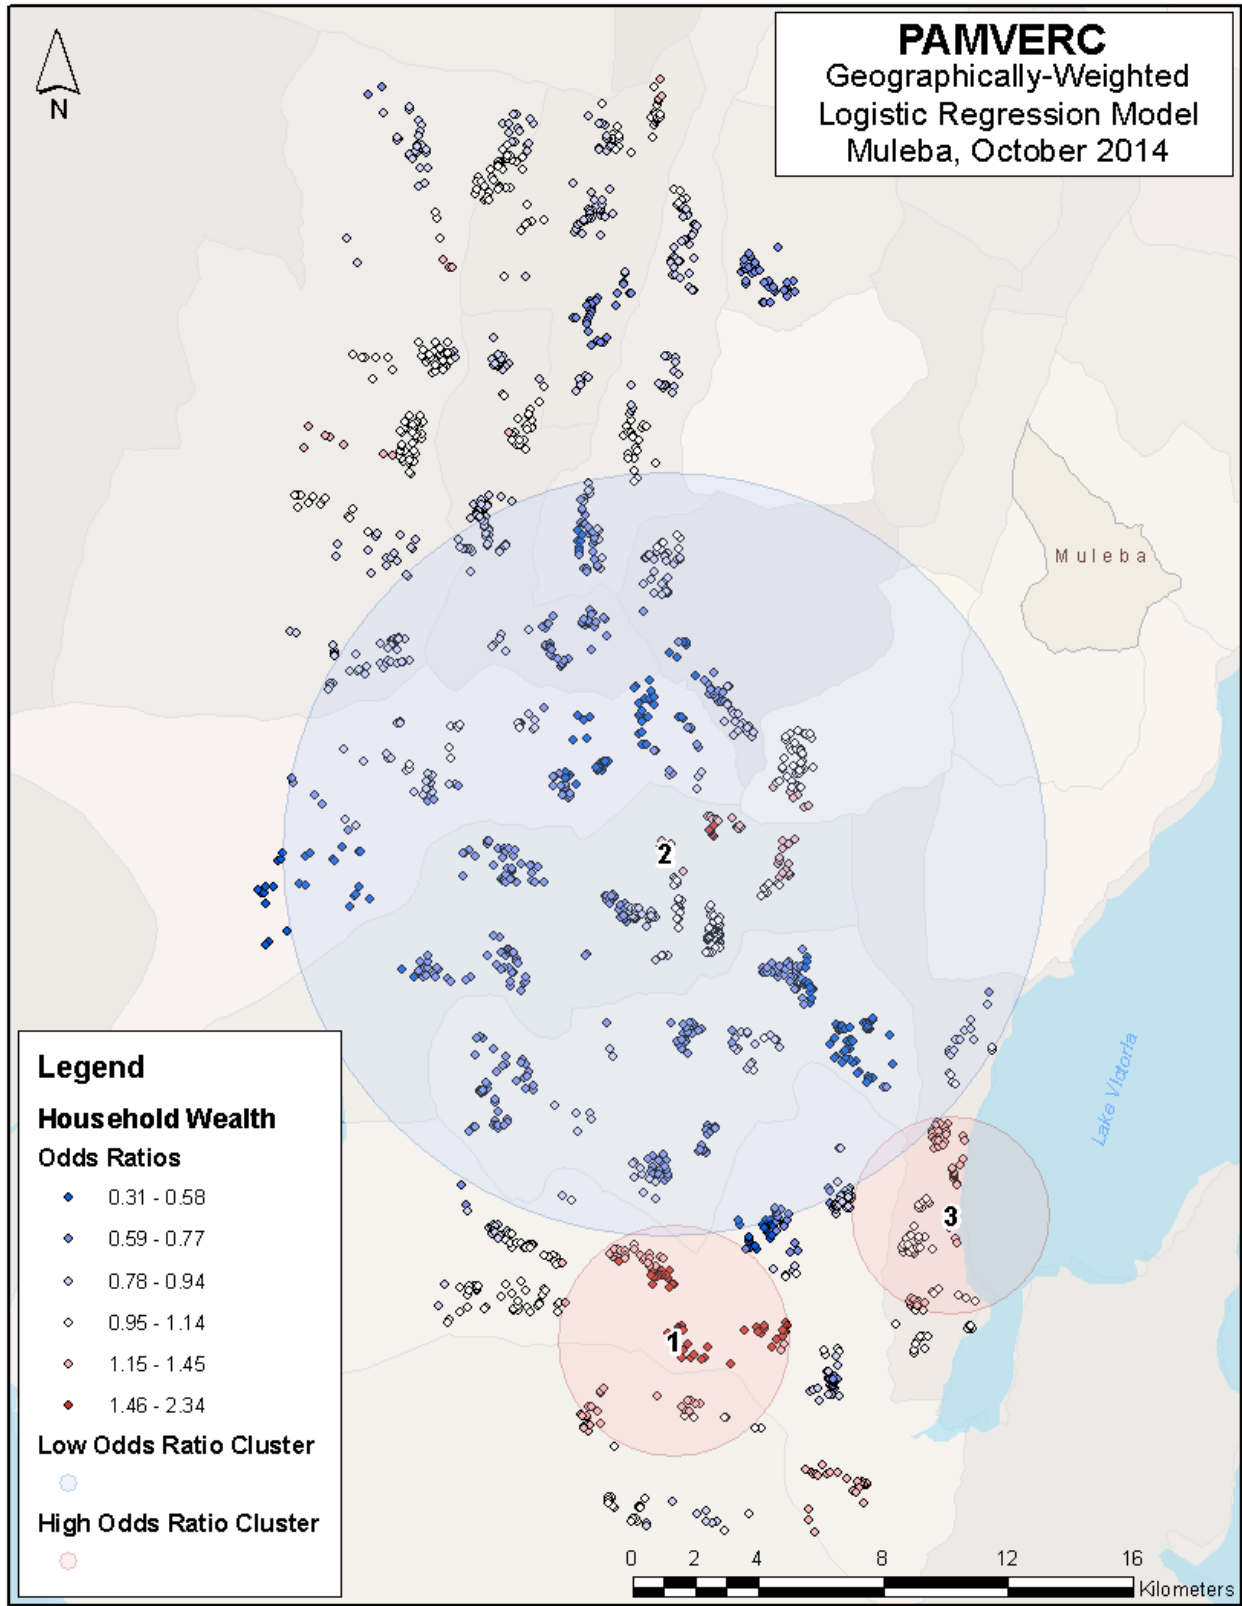 PAMVERC
Geographically-Weighted
Logistic Regression Model
Muleba, October 2014
N
Muleba
2
Lake Victoria
3
1
Legend
Household Wealth
Odds Ratios
0.31 - 0.58
0.59 - 0.77
0.78 - 0.94
0.95 - 1.14
1.15 - 1.45
1.46 - 2.34
Low Odds Ratio Cluster
High Odds Ratio Cluster
0 2 4 8 12 16
Kilometers